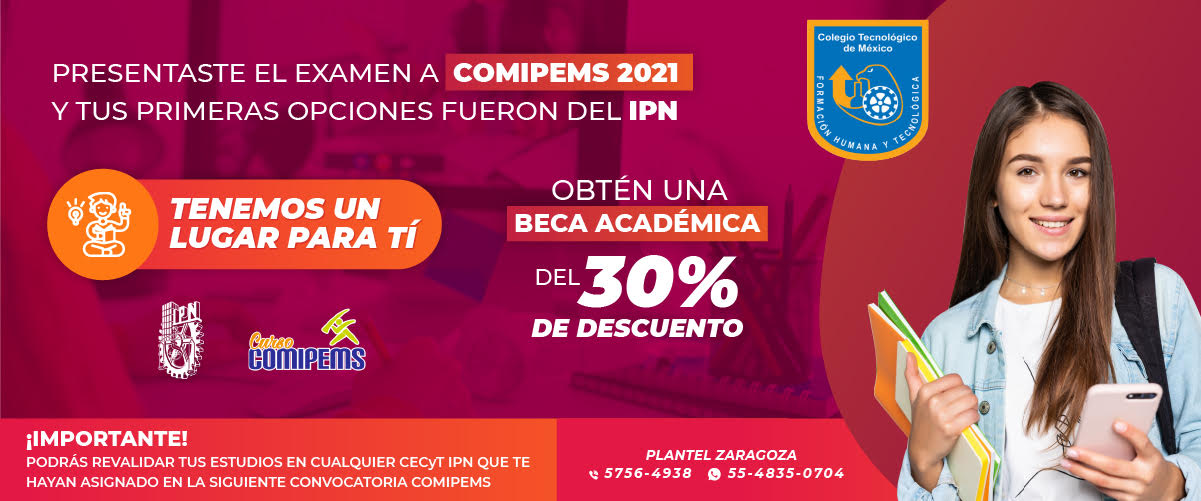 PRESENTASTE EL EXAMEN A COMIPEMS 2021
Y TUS PRIMERAS OPCIONES FUERON DEL IPN
Colegio Tecnológico
de México
FORMACIÓN HUMANA Y TECNOLÓGICA
TENEMOS UN
LUGAR PARA TÍ
OBTÉN UNA
BECA ACADÉMICA
DEL 30%
DE DESCUENTO
IPN
Curso
COMIPEMS
¡IMPORTANTE!
PODRÁS REVALIDAR TUS ESTUDIOS EN CUALQUIER CECyT IPN QUE TE
HAYAN ASIGNADO EN LA SIGUIENTE CONVOCATORIA COMIPEMS
PLANTEL ZARAGOZA
5756-4938 55-4835-0704